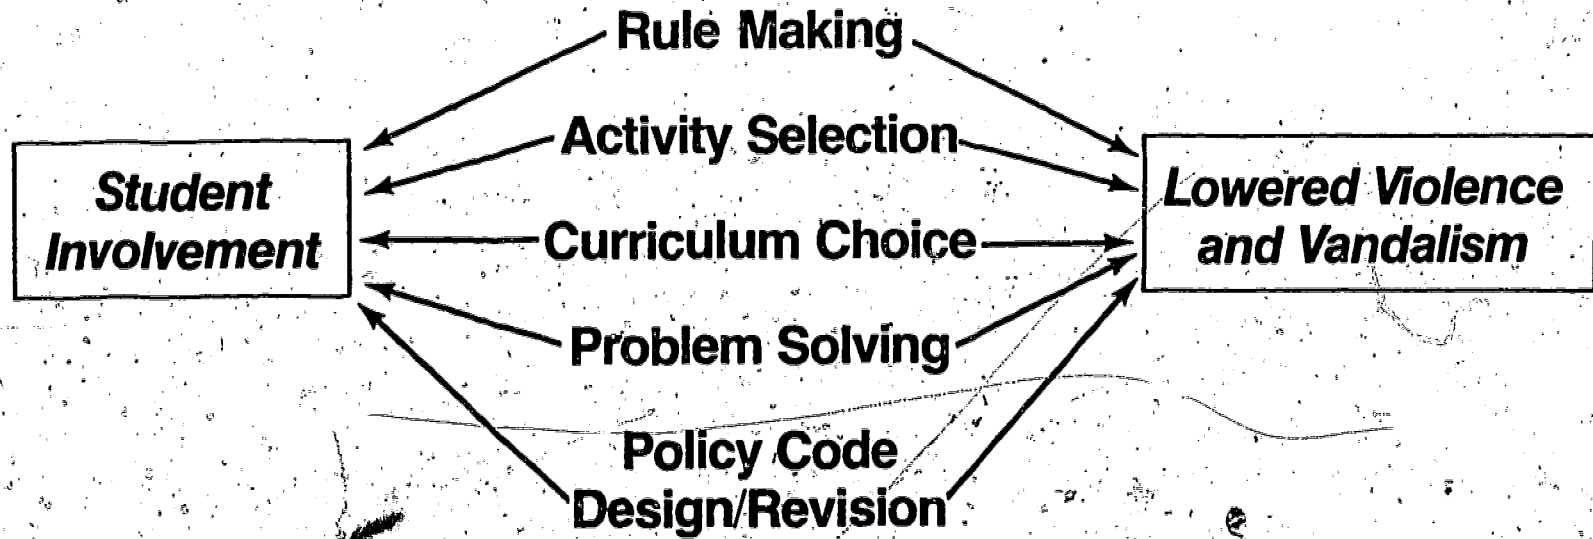 Rule Making
Activity Selection
Student
Involvement
Curriculum Choice
Lowered Violence
and Vandalism
Problem Solving
Policy Code
Design/Revision